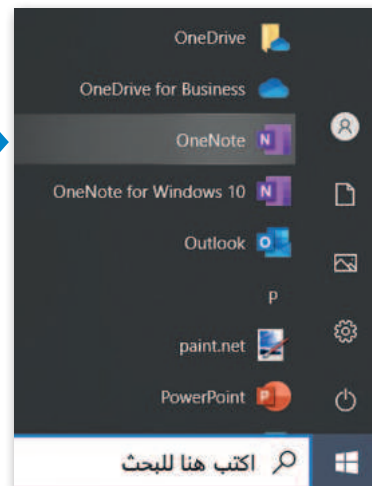 OneDrive
OneDrive for Business
OneNote
OneNote for Windows 10
Outlook
P
paint.net
PowerPoint
اكتب هنا للبحث